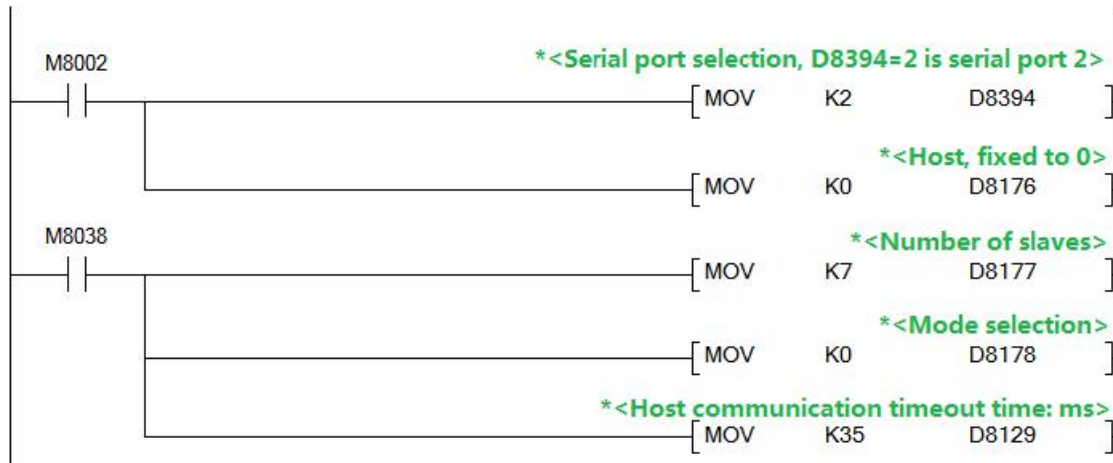 *<Serial port selection, D8394=2 is serial port 2>
M8002
[ MOV K2 D8394 ]
*<Host, fixed to 0>
[ MOV K0 D8176 ]
M8038
*<Number of slaves>
[ MOV K7 D8177 ]
*<Mode selection>
[ MOV K0 D8178 ]
*<Host communication timeout time: ms>
[ MOV K35 D8129 ]